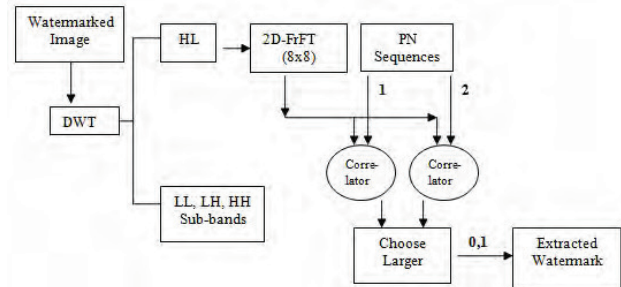 Watermarked
Image
HL
2D-FrFT
(8x8)
PN
Sequences
1
2
DWT
Corre-
lator
Corre-
lator
LL, LH, HH
Sub-bands
Choose
Larger
0,1
Extracted
Watermark